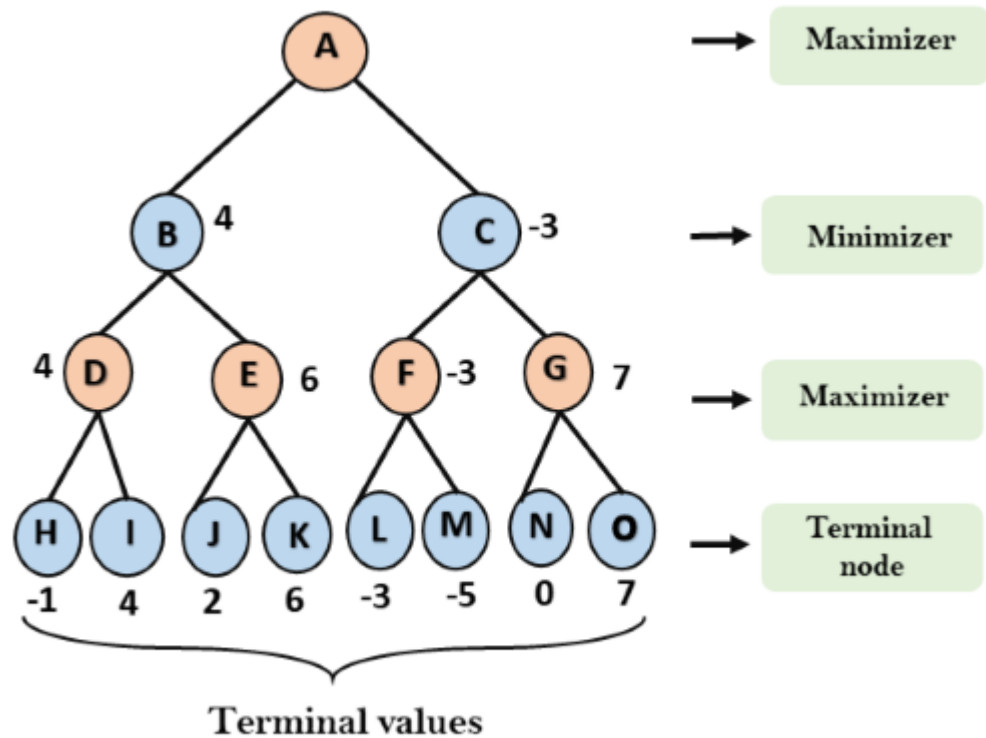 A
Maximizer
B 4
C -3
Minimizer
4 D
E 6
F -3
G 7
Maximizer
H I J K L M N O
Terminal
node
-1 4 2 6 -3 -5 0 7
Terminal values